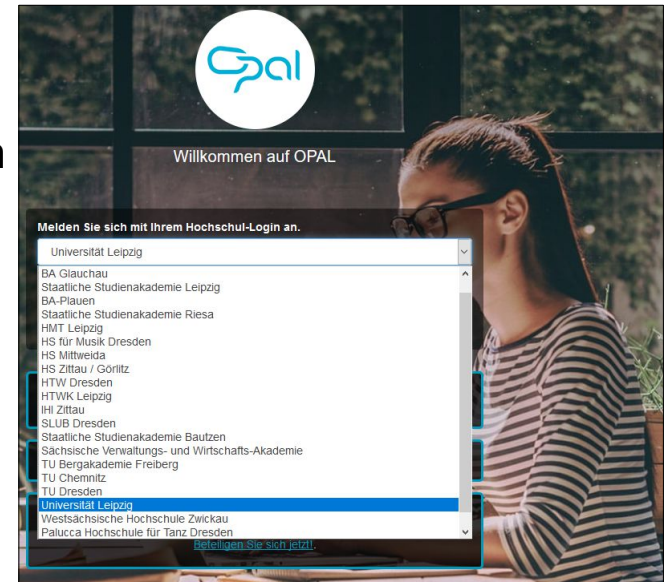 Opal
Willkommen auf OPAL
n
Melden Sie sich mit Ihrem Hochschul-Login an.
Universität Leipzig
BA Glauchau
Staatliche Studienakademie Leipzig
BA-Plauen
Staatliche Studienakademie Riesa
HMT Leipzig
HS für Musik Dresden
HS Mittweida
HS Zittau / Görlitz
HTW Dresden
HTWK Leipzig
IHI Zittau
SLUB Dresden
Staatliche Studienakademie Bautzen
Sächsische Verwaltungs- und Wirtschafts-Akademie
TU Bergakademie Freiberg
TU Chemnitz
TU Dresden
Universität Leipzig
Westsächsische Hochschule Zwickau
Palucca Hochschule für Tanz Dresden
Beteiligen Sie sich jetzt!.